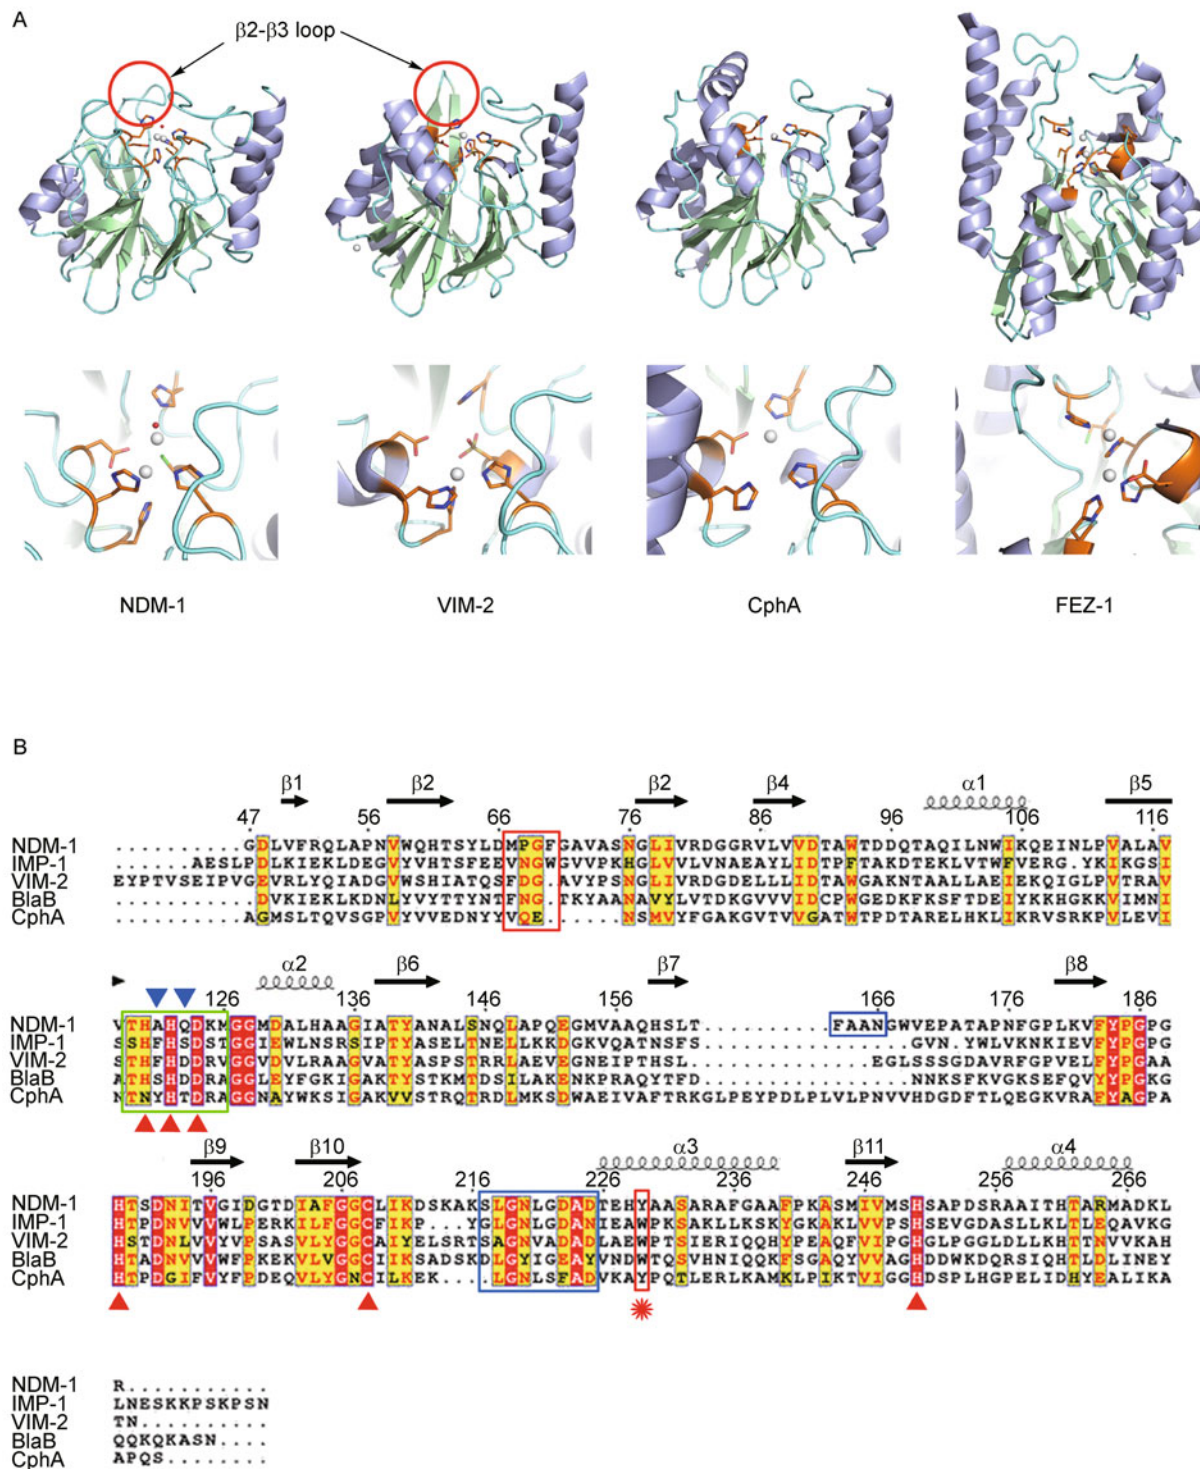 A
β2-β3 loop
NDM-1 VIM-2 CphA FEZ-1
B
β1 β2 β2 β4 α1 β5
47 56 66 76 86 96 106 116
NDM-1 ..........GDLVFRQLAPNVWQHTSYLDMPGFGAVASNGLIVRDGGRVLVVDTAWTDDQTAQILNWIKQEINLPVALAV
IMP-1 ......AESLPDLKIEKLDEGVYVHTSFEEVNGWGVVPKHGLVVLVNAEAYLIDTPFTAKDTEKLVTWFVERG.YKIKGSI
VIM-2 EYPTVSEIPVGEVRLYQIADGVWSHIATQSFDG.AVYPSNGLIVRDGDELLLIDTAWGAKNTAALLAEIEKQIGLPVTRAV
BlaB ..........PDVKIEKLKDNLYVYTTYNTFNG.TKYAANAVYLVTDKGVVVIDCPWGEDKFKSFTDEIYKKHGKKVIMNI
CphA ..........AGMSLTQVSGPVYVVEDNYYVQE......NSMVYFGAKGVTVVGATWTPDTARELHKLIKRVSRKPVLEVI
α2 β6 β7 β8
126 136 146 156 166 176 186
NDM-1 VTHAHQDKMGGMDALHAAGIATYANALSNQLAPQEGMVAAQHSLT..........FAANGWVEPATAPNFGPLKVFYPGPG
IMP-1 SSHFHSDSTGGIEWLNSRSIPTYASELTNELLKKDGKVQATNSFS................GVN.YWLVKNKIEVFYPGPG
VIM-2 STHFHDDRVGGVDVLRAAGVATYASPSTRRLAEVEGNEIPTHSL.............EGLSSSGDAVRFGPVELFYPGAA
BlaB ATHSHDDRAGGLEYFGKIGAKTYSTKMTDSILAKENKPRAQYTFD................NNKSFKVGKSEFQVYYPGKG
CphA NTNYHTDRAGGNAYWKSIGAKVVSTRQTRDLMKSDWAEIVAFTRKGLPEYPDLPLVLPNVVHDGDFTLQEGKVRAFYAGPA
β9 β10 α3 β11 α4
196 206 216 226 236 246 256 266
NDM-1 HTSDNITVGIDGTDIAFGGCLIKDSKAKSLGNLGDADTEHYAASARAFGAAFPKASMIVMSHSAPDSRAAITHTARMADKL
IMP-1 HTPDNVVVWLPERKILFGGCFIKP...YGLGNLGDANIEAWPKSAKLLKSKYGKAKLVVPSHSEVGDASLLKLTLEQAVKG
VIM-2 HSTDNLVVYVPSASVLYGGCAIYELSRTSAGNVADADLAEWPTSIERIQQHYPEAQFVIPGHGLPGGLDLLKHTTNVVKAH
BlaB HTADNVVVWFPKEKVLVGGCIIKSADSKDLGYIGEAYVNDWTQSVHNIQQKFSGAQYVVAGHDDWKDQRSIQHTLDLINEY
CphA HTPDGIFVYFPDEQVLYGNCILKEK....LGNLSFADVKAYPQTLERLKAMKLPIKTVIGGHDSPLHGPELIDHYEALIKA
NDM-1 R...........
IMP-1 LNESKKPSKPSN
VIM-2 TN..........
BlaB QQKQKASN....
CphA APQS........